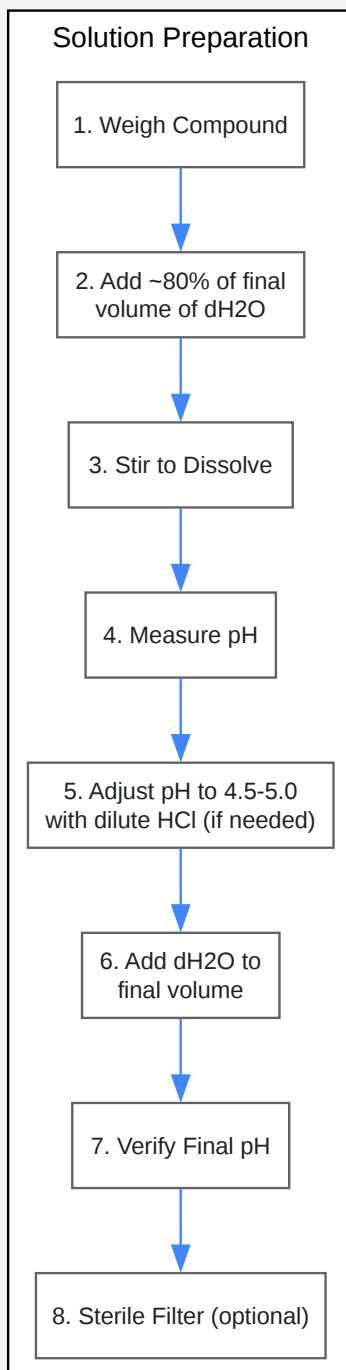 Solution Preparation
1. Weigh Compound
2. Add ~80% of final
volume of dH2O
3. Stir to Dissolve
4. Measure pH
5. Adjust pH to 4.5-5.0
with dilute HCl (if needed)
6. Add dH2O to
final volume
7. Verify Final pH
8. Sterile Filter (optional)